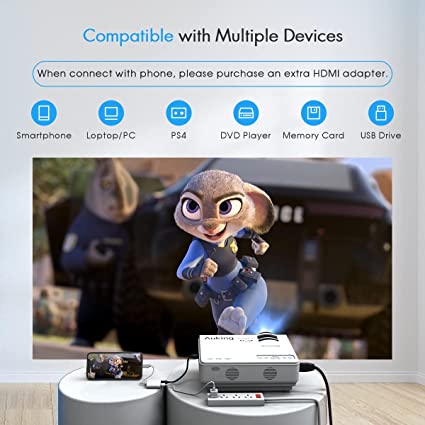 Compatible with Multiple Devices
When connect with phone, please purchase an extra HDMI adapter.
Smartphone Loptop/PC PS4 DVD Player Memory Card USB Drive
Auking